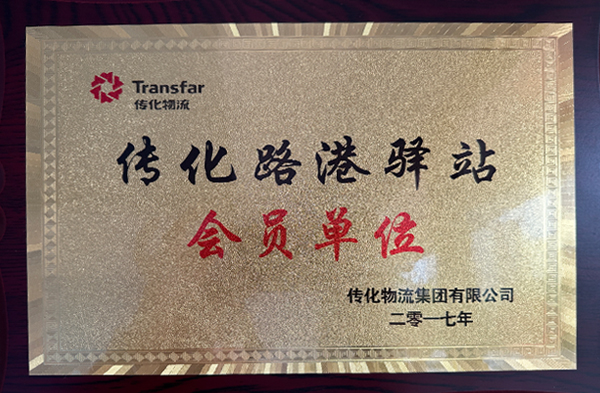 Transfar
传化物流
传化路港驿站
会员单位
传化物流集团有限公司
二零一七年